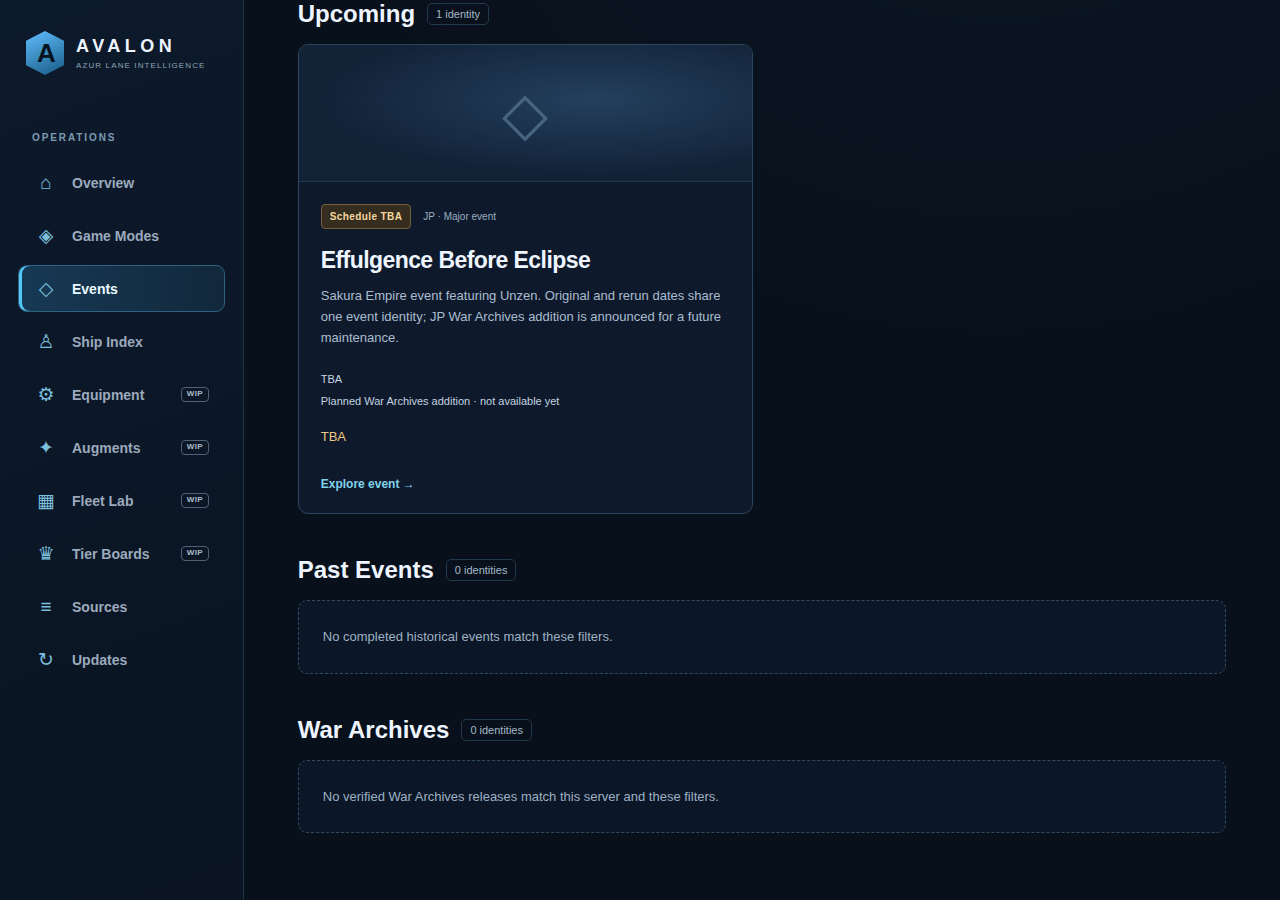 A
AVALON
AZUR LANE INTELLIGENCE
OPERATIONS
Overview
Game Modes
Events
Ship Index
Equipment WIP
Augments WIP
Fleet Lab WIP
Tier Boards WIP
Sources
Updates
Upcoming 1 identity
Schedule TBA JP · Major event
Effulgence Before Eclipse
Sakura Empire event featuring Unzen. Original and rerun dates share
one event identity; JP War Archives addition is announced for a future
maintenance.
TBA
Planned War Archives addition · not available yet
TBA
Explore event →
Past Events 0 identities
No completed historical events match these filters.
War Archives 0 identities
No verified War Archives releases match this server and these filters.